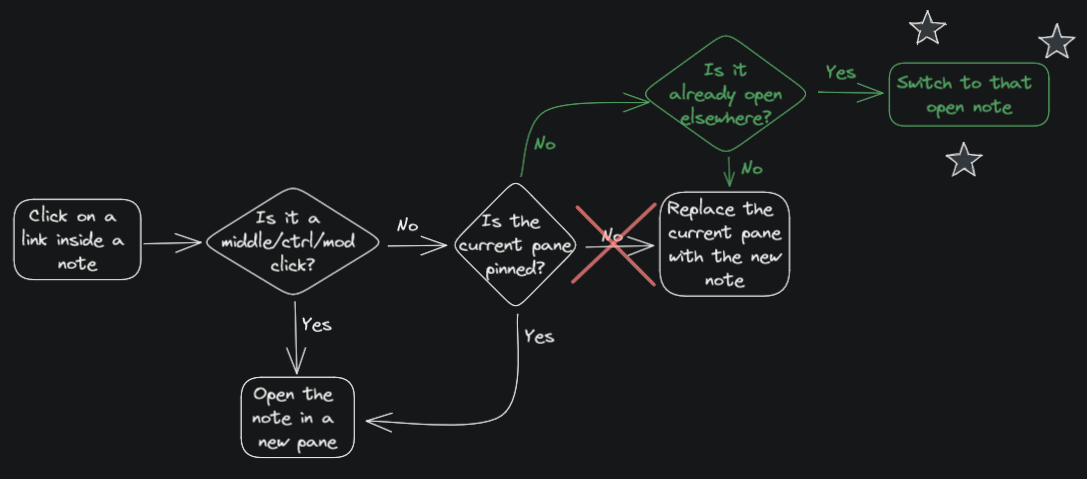 Click on a
link inside a
note
Is it a
middle/ctrl/mod
click?
Yes
Open the
note in a
new pane
No
Is the
current pane
pinned?
Yes
No
Replace the
current pane
with the new
note
No
Is it
already open
elsewhere?
No
Yes
Switch to that
open note